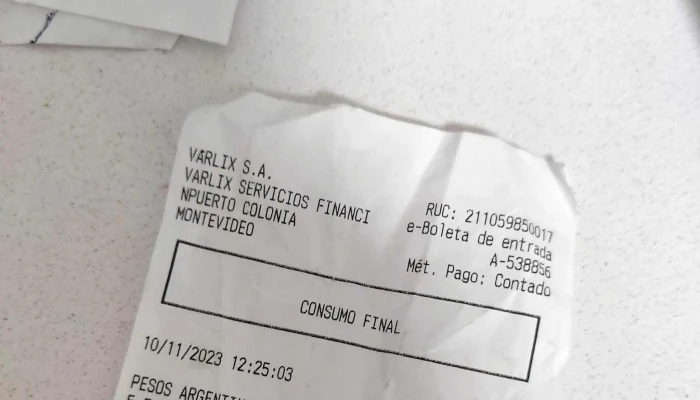 VARLIX S.A.
VARLIX SERVICIOS FINANCI
NPUERTO COLONIA
MONTEVIDEO
RUC: 211059850017
e-Boleta de entrada
A-538856
Mét. Pago: Contado
CONSUMO FINAL
10/11/2023 12:25:03
PESOS